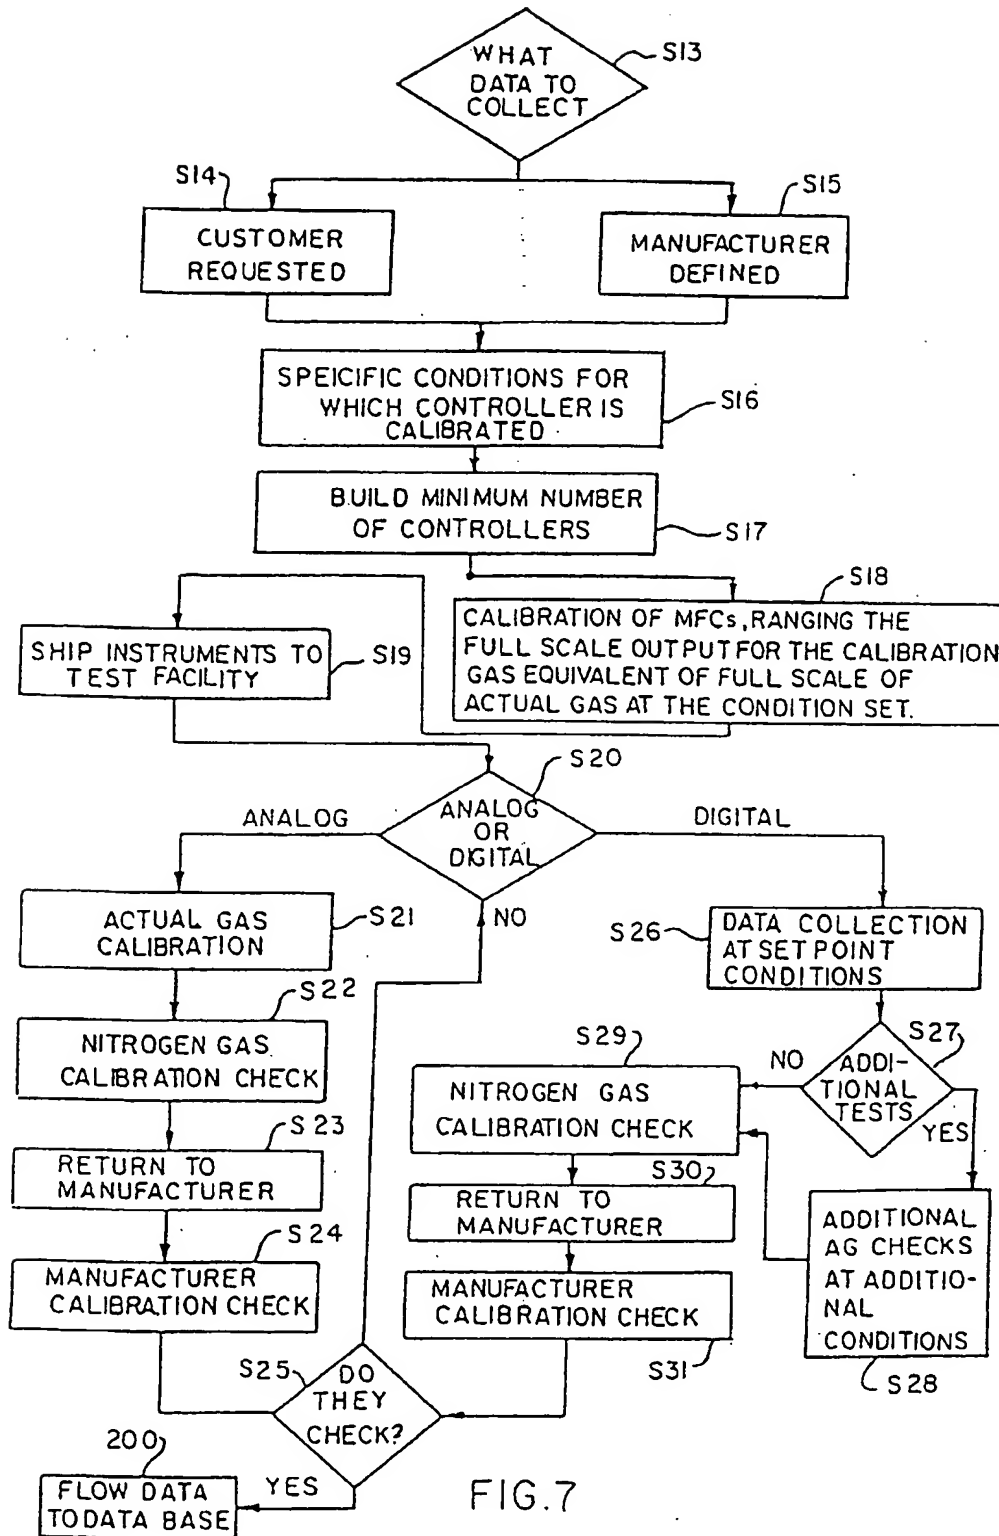 WHAT
DATA TO
COLLECT
S13
S14
CUSTOMER
REQUESTED
S15
MANUFACTURER
DEFINED
SPEICIFIC CONDITIONS FOR
WHICH CONTROLLER IS
CALIBRATED
S16
BUILD MINIMUM NUMBER
OF CONTROLLERS
S17
S18
CALIBRATION OF MFCs, RANGING THE
FULL SCALE OUTPUT FOR THE CALIBRATION
GAS EQUIVALENT OF FULL SCALE OF
ACTUAL GAS AT THE CONDITION SET.
SHIP INSTRUMENTS TO
TEST FACILITY
S19
S20
ANALOG
OR
DIGITAL
ANALOG
DIGITAL
NO
ACTUAL GAS
CALIBRATION
S21
S22
NITROGEN GAS
CALIBRATION CHECK
S23
RETURN TO
MANUFACTURER
S24
MANUFACTURER
CALIBRATION CHECK
S26
DATA COLLECTION
AT SET POINT
CONDITIONS
S27
ADDI-
TIONAL
TESTS
NO
YES
S29
NITROGEN GAS
CALIBRATION CHECK
S30
RETURN TO
MANUFACTURER
MANUFACTURER
CALIBRATION CHECK
S31
ADDITIONAL
AG CHECKS
AT ADDITIO-
NAL
CONDITIONS
S28
S25
DO
THEY
CHECK?
YES
200
FLOW DATA
TO DATA BASE
FIG. 7